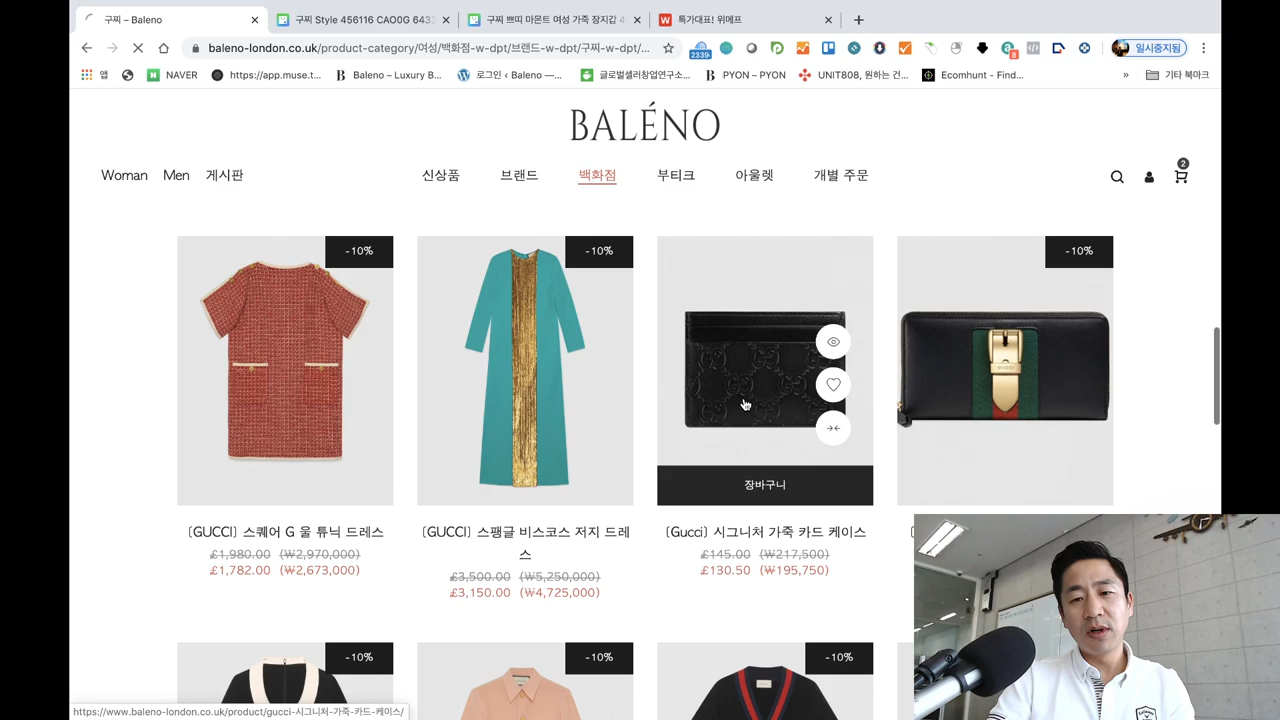 구찌 – Baleno
구찌 Style 456116 CAO0G 643
구찌 쁘띠 마몬트 여성 가죽 장지갑 4
특가대표! 위메프
baleno-london.co.uk/product-category/여성/백화점-w-dpt/브랜드-w-dpt/구찌-w-dpt/...
2339
8
일시중지됨
앱
NAVER
https://app.muse.t...
Baleno – Luxury B...
로그인 ‹ Baleno —...
글로벌셀러창업연구소...
PYON – PYON
UNIT808, 원하는 건...
Ecomhunt - Find...
»
기타 북마크
BALÉNO
Woman
Men
게시판
신상품
브랜드
백화점
부티크
아울렛
개별 주문
2
-10%
-10%
-10%
GUCCI
장바구니
[GUCCI] 스퀘어 G 울 튜닉 드레스
£1,980.00 (₩2,970,000)
£1,782.00 (₩2,673,000)
[GUCCI] 스팽글 비스코스 저지 드레
스
£3,500.00 (₩5,250,000)
£3,150.00 (₩4,725,000)
[Gucci] 시그니처 가죽 카드 케이스
£145.00 (₩217,500)
£130.50 (₩195,750)
-10%
-10%
-10%
https://www.baleno-london.co.uk/product/gucci-시그니처-가죽-카드-케이스/